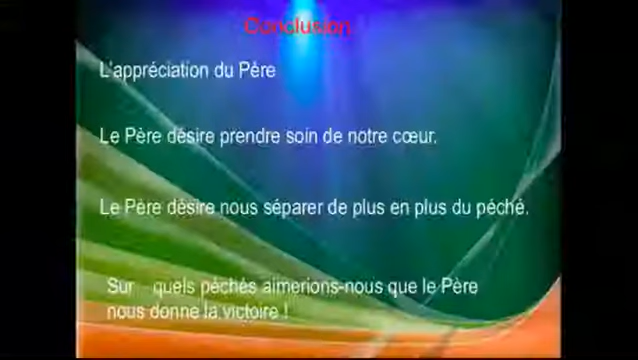 Conclusion
L'appréciation du Père
Le Père désire prendre soin de notre cœur.
Le Père désire nous séparer de plus en plus du péché.
Sur quels péchés aimerions-nous que le Père
nous donne la victoire !